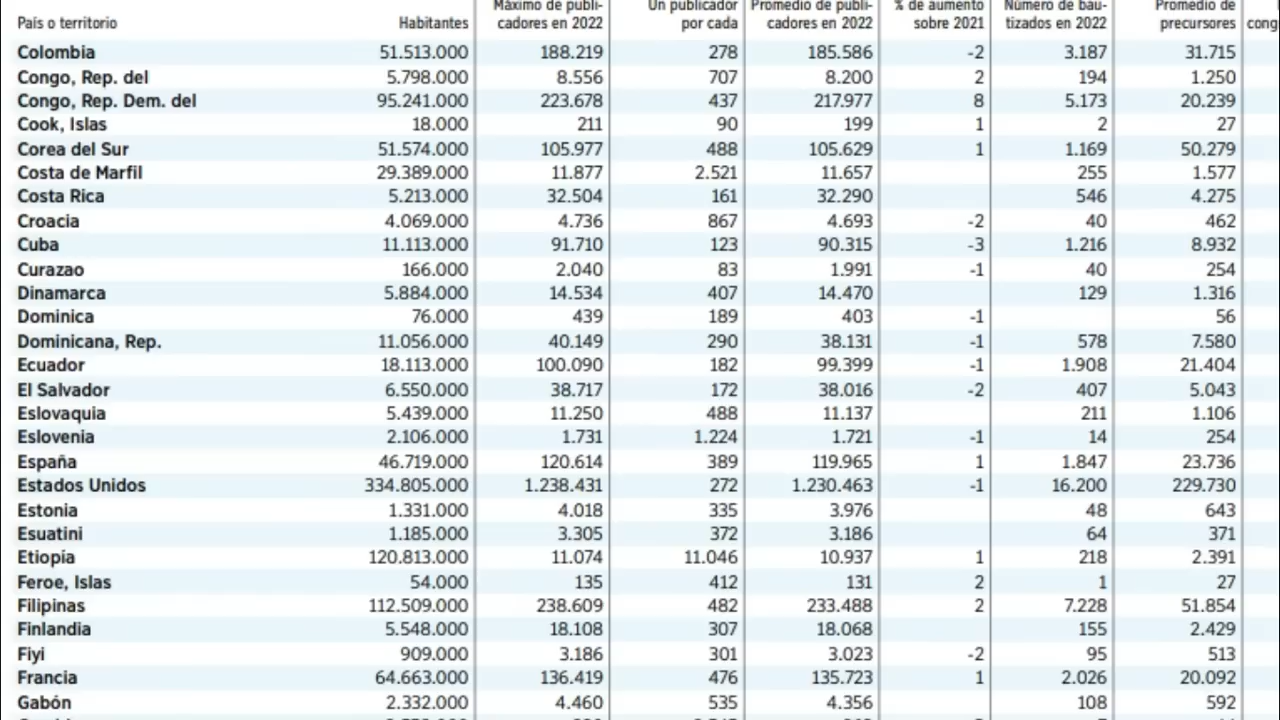 Máximo de publi- Un publicador Promedio de publi- % de aumento Número de bau- Promedio de
País o territorio Habitantes cadores en 2022 por cada cadores en 2022 sobre 2021 tizados en 2022 precursores cong
Colombia 51.513.000 188.219 278 185.586 -2 3.187 31.715
Congo, Rep. del 5.798.000 8.556 707 8.200 2 194 1.250
Congo, Rep. Dem. del 95.241.000 223.678 437 217.977 8 5.173 20.239
Cook, Islas 18.000 211 90 199 1 2 27
Corea del Sur 51.574.000 105.977 488 105.629 1 1.169 50.279
Costa de Marfil 29.389.000 11.877 2.521 11.657 255 1.577
Costa Rica 5.213.000 32.504 161 32.290 546 4.275
Croacia 4.069.000 4.736 867 4.693 -2 40 462
Cuba 11.113.000 91.710 123 90.315 -3 1.216 8.932
Curazao 166.000 2.040 83 1.991 -1 40 254
Dinamarca 5.884.000 14.534 407 14.470 129 1.316
Dominica 76.000 439 189 403 -1 56
Dominicana, Rep. 11.056.000 40.149 290 38.131 -1 578 7.580
Ecuador 18.113.000 100.090 182 99.399 -1 1.908 21.404
El Salvador 6.550.000 38.717 172 38.016 -2 407 5.043
Eslovaquia 5.439.000 11.250 488 11.137 211 1.106
Eslovenia 2.106.000 1.731 1.224 1.721 -1 14 254
España 46.719.000 120.614 389 119.965 1 1.847 23.736
Estados Unidos 334.805.000 1.238.431 272 1.230.463 -1 16.200 229.730
Estonia 1.331.000 4.018 335 3.976 48 643
Esuatini 1.185.000 3.305 372 3.186 64 371
Etiopía 120.813.000 11.074 11.046 10.937 1 218 2.391
Feroe, Islas 54.000 135 412 131 2 1 27
Filipinas 112.509.000 238.609 482 233.488 2 7.228 51.854
Finlandia 5.548.000 18.108 307 18.068 155 2.429
Fiyi 909.000 3.186 301 3.023 -2 95 513
Francia 64.663.000 136.419 476 135.723 1 2.026 20.092
Gabón 2.332.000 4.460 535 4.356 108 592